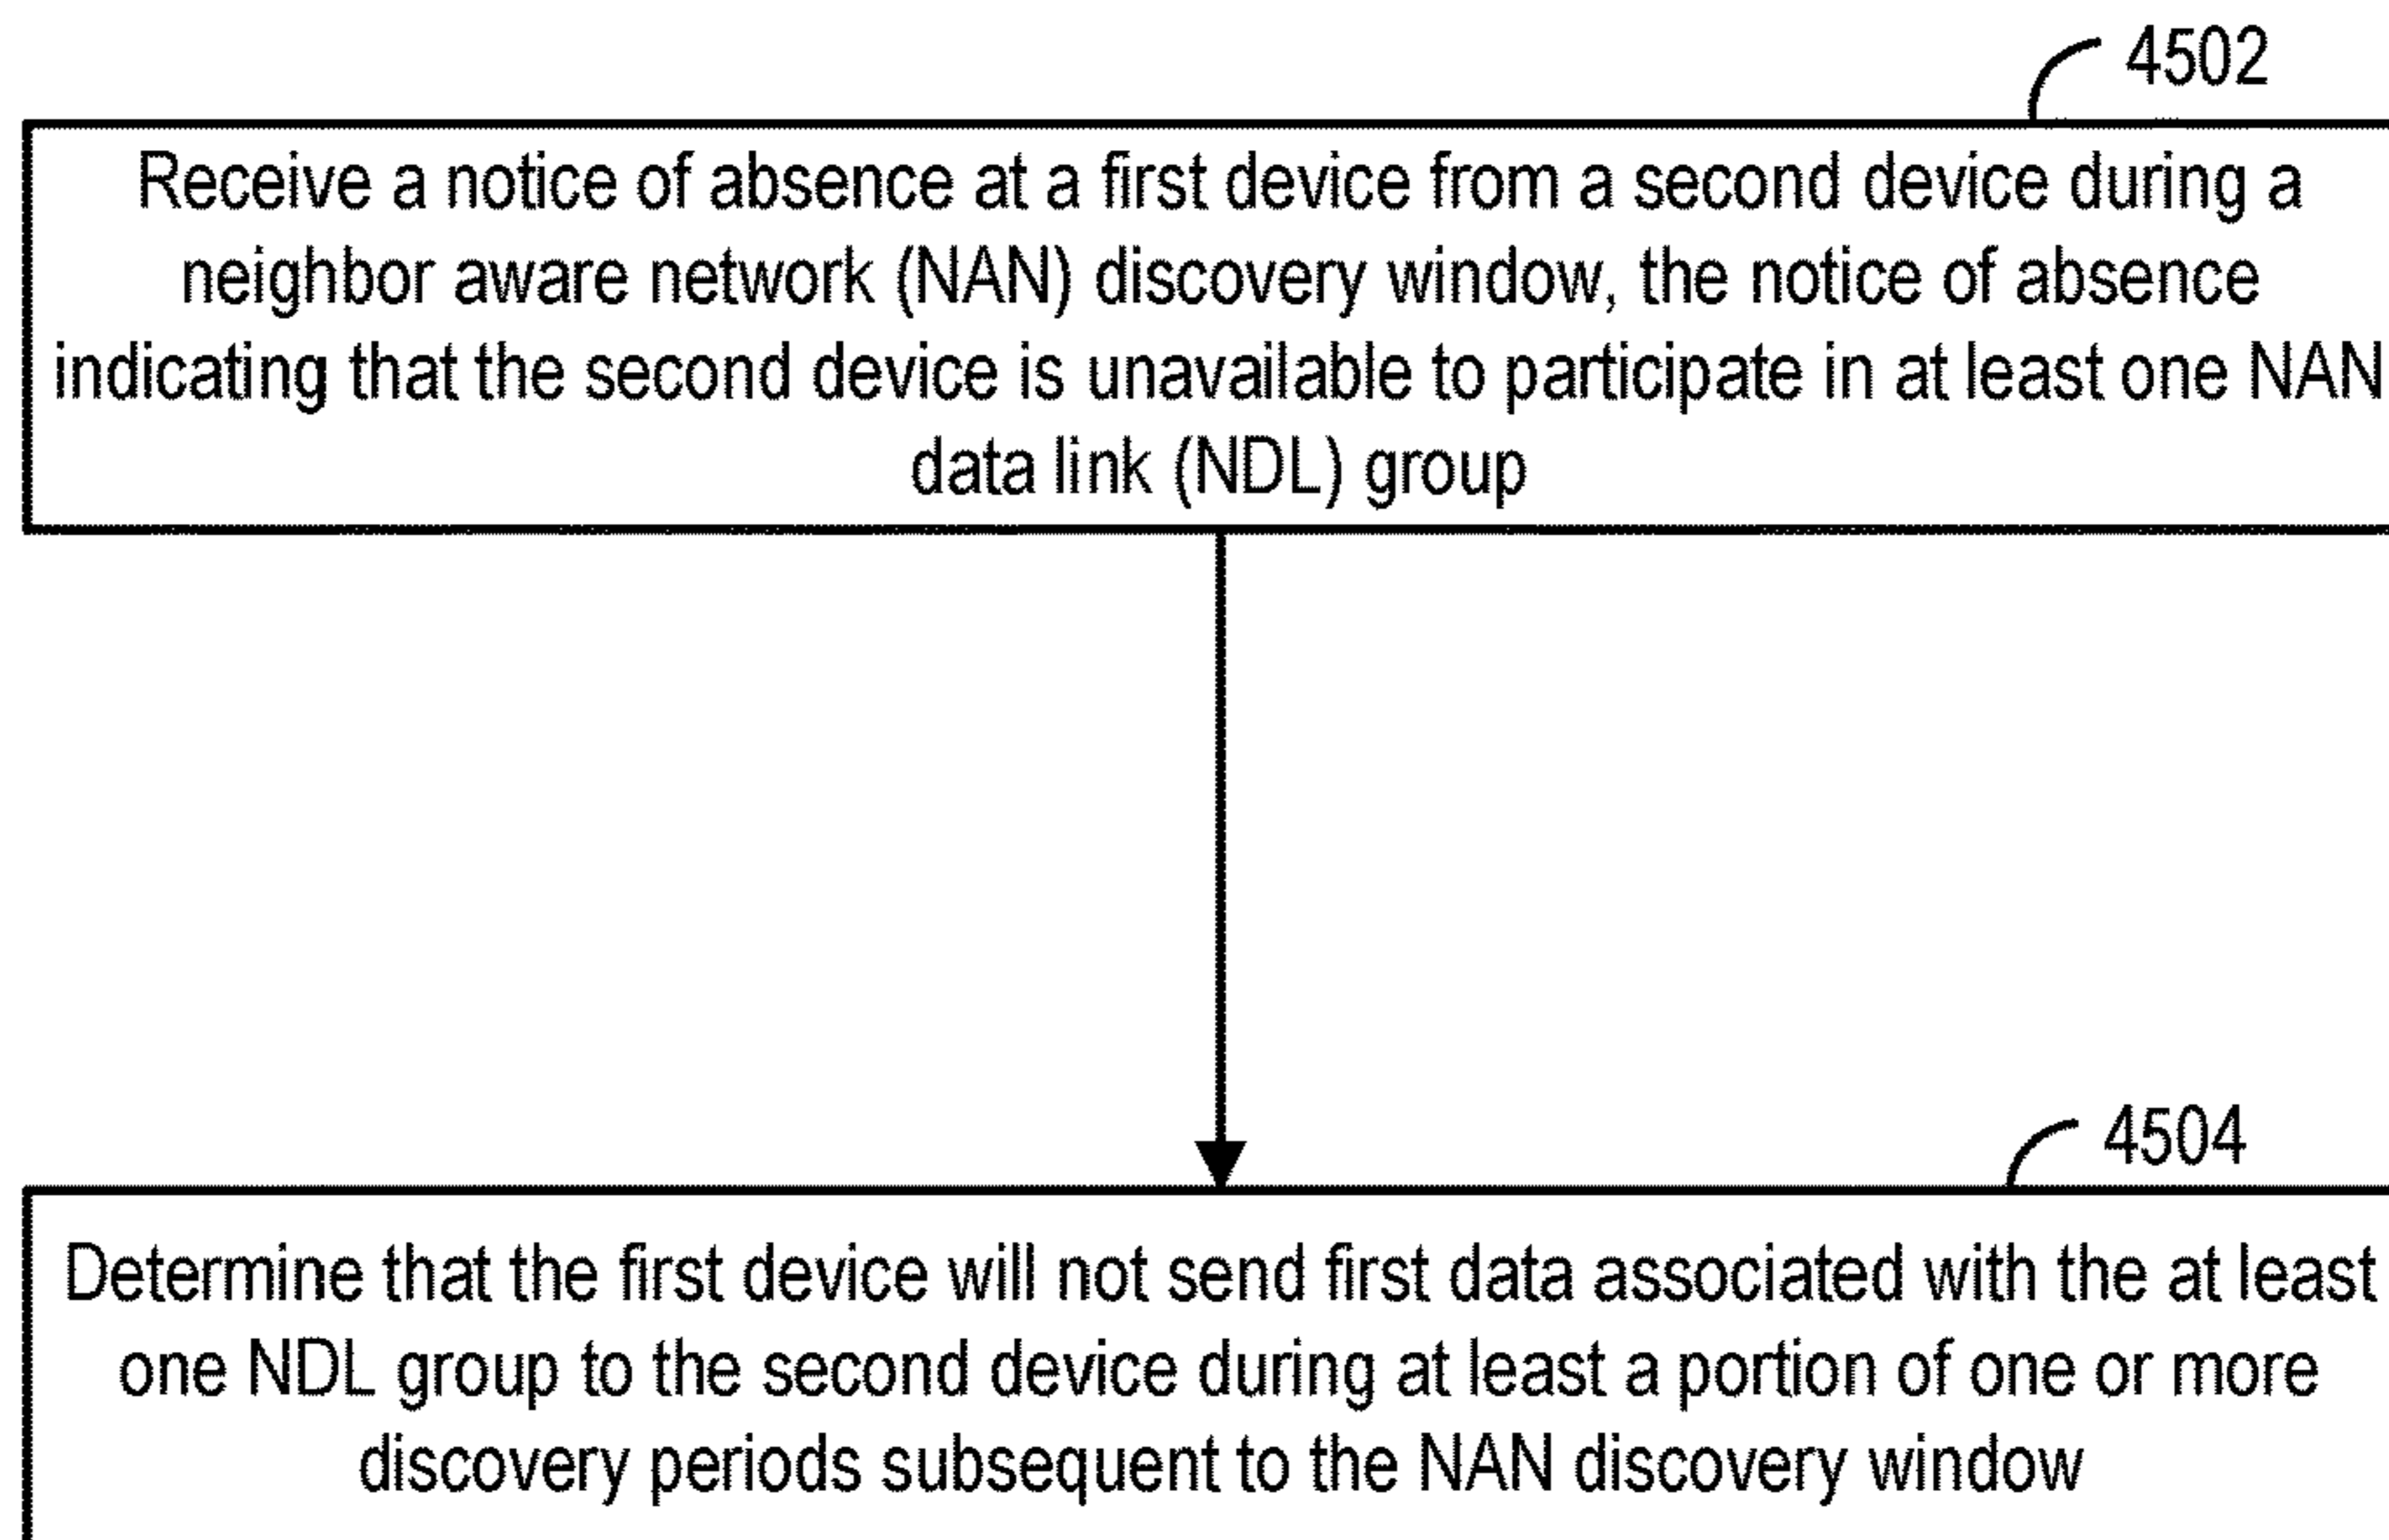 4502
Receive a notice of absence at a first device from a second device during a
neighbor aware network (NAN) discovery window, the notice of absence
indicating that the second device is unavailable to participate in at least one NAN
data link (NDL) group
4504
Determine that the first device will not send first data associated with the at least
one NDL group to the second device during at least a portion of one or more
discovery periods subsequent to the NAN discovery window